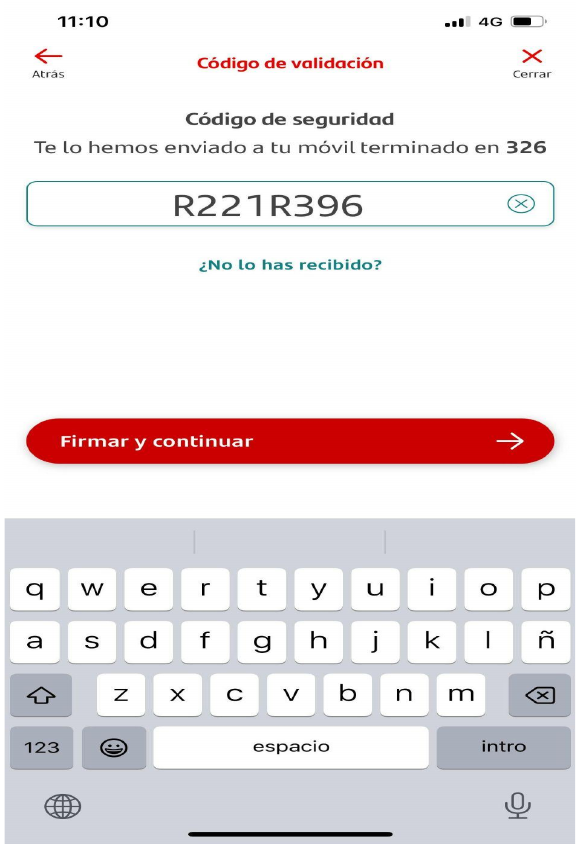 11:10 4G
Atrás Código de validación Cerrar
Código de seguridad
Te lo hemos enviado a tu móvil terminado en 326
R221R396
¿No lo has recibido?
Firmar y continuar
q w e r t y u i o p
a s d f g h j k l ñ
z x c v b n m
123 espacio intro